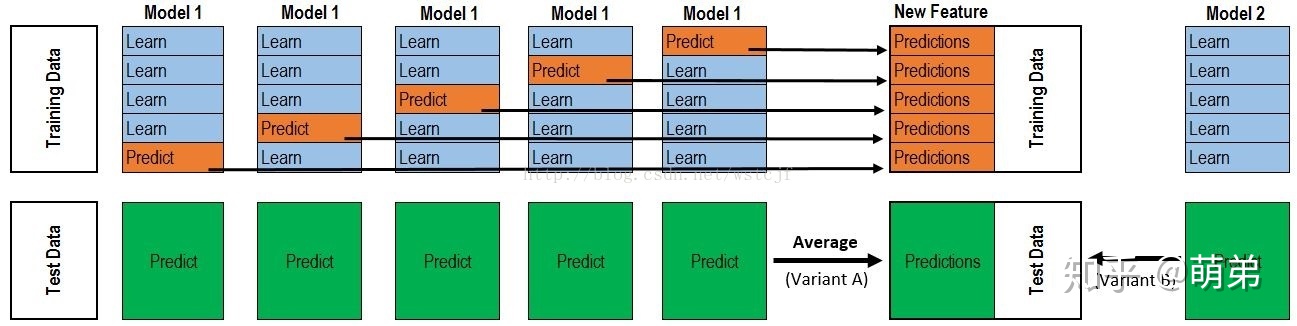 Model 1 Model 1 Model 1 Model 1 Model 1 New Feature Model 2
Training Data
Learn Learn Learn Learn Predict Predictions Learn
Learn Learn Learn Predict Learn Predictions Learn
Learn Learn Predict Learn Learn Predictions Learn
Learn Predict Learn Learn Learn Predictions Learn
Predict Learn Learn Learn Learn Predictions Learn
Training Data
http://blog.csdn.net/wstcjf
Test Data
Predict Predict Predict Predict Predict Predictions Predict
Test Data
Average
(Variant A) (Variant B)
知乎 @萌弟